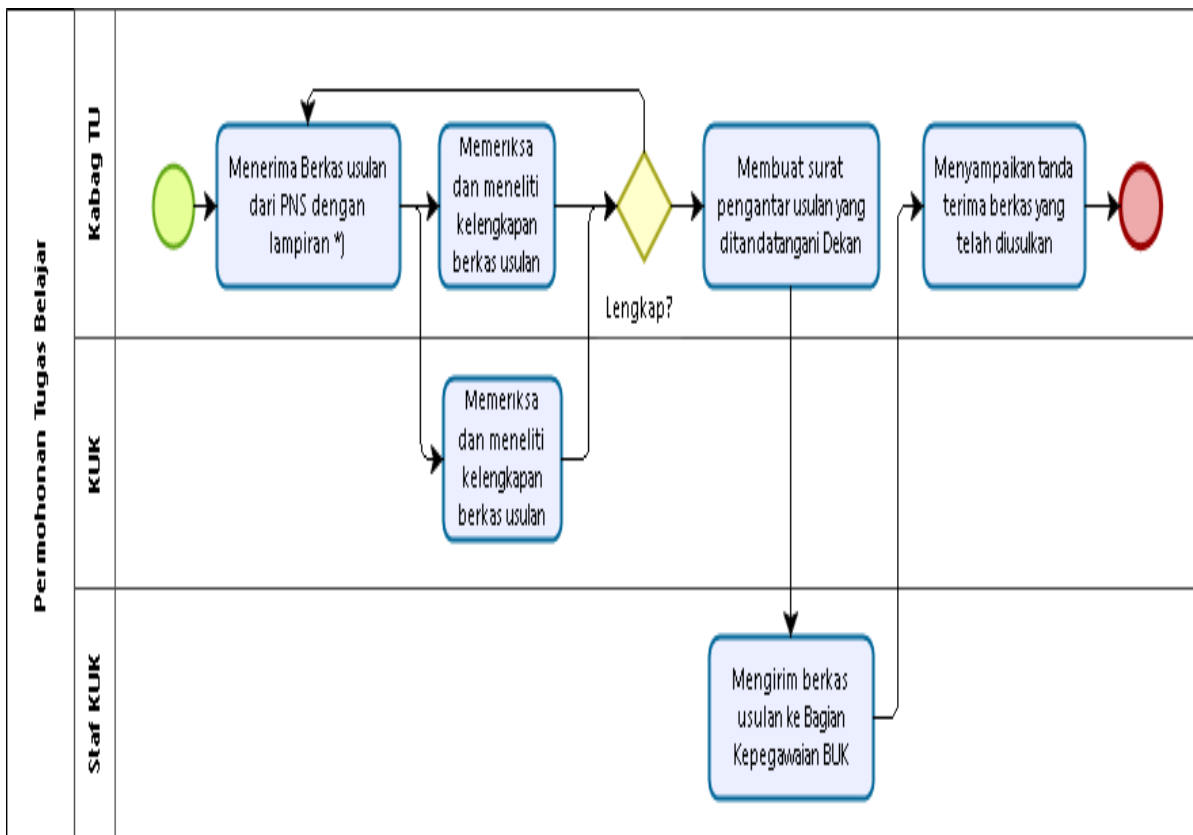 Permohonan Tugas Belajar
Kabag TU
Menerima Berkas usulan
dari PNS dengan
lampiran *)
Memeriksa
dan meneliti
kelengkapan
berkas usulan
Lengkap?
Membuat surat
pengantar usulan yang
ditandatangani Dekan
Menyampaikan tanda
terima berkas yang
telah diusulkan
KUK
Memeriksa
dan meneliti
kelengkapan
berkas usulan
Staf KUK
Mengirim berkas
usulan ke Bagian
Kepegawaian BUK